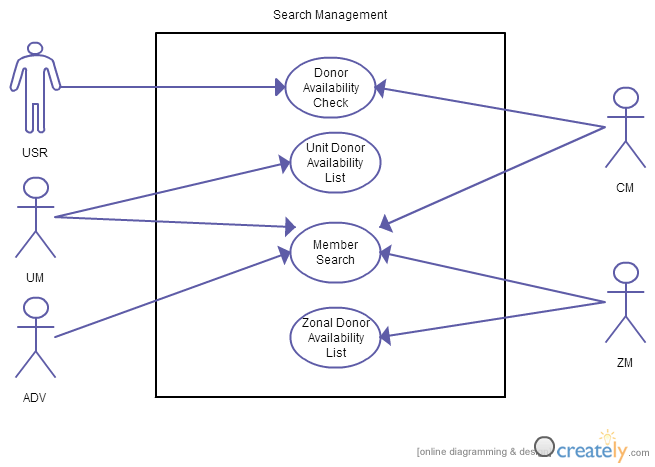 Search Management
Donor
Availability
Check
USR
Unit Donor
Availability
List
CM
UM
Member
Search
Zonal Donor
Availability
List
ZM
ADV
[online diagramming & design]
creately.com